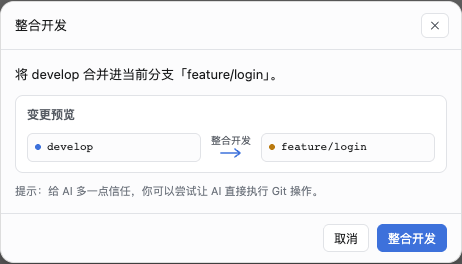 整合开发
将 develop 合并进当前分支「feature/login」。
变更预览
整合开发
develop
feature/login
提示：给 AI 多一点信任，你可以尝试让 AI 直接执行 Git 操作。
取消
整合开发